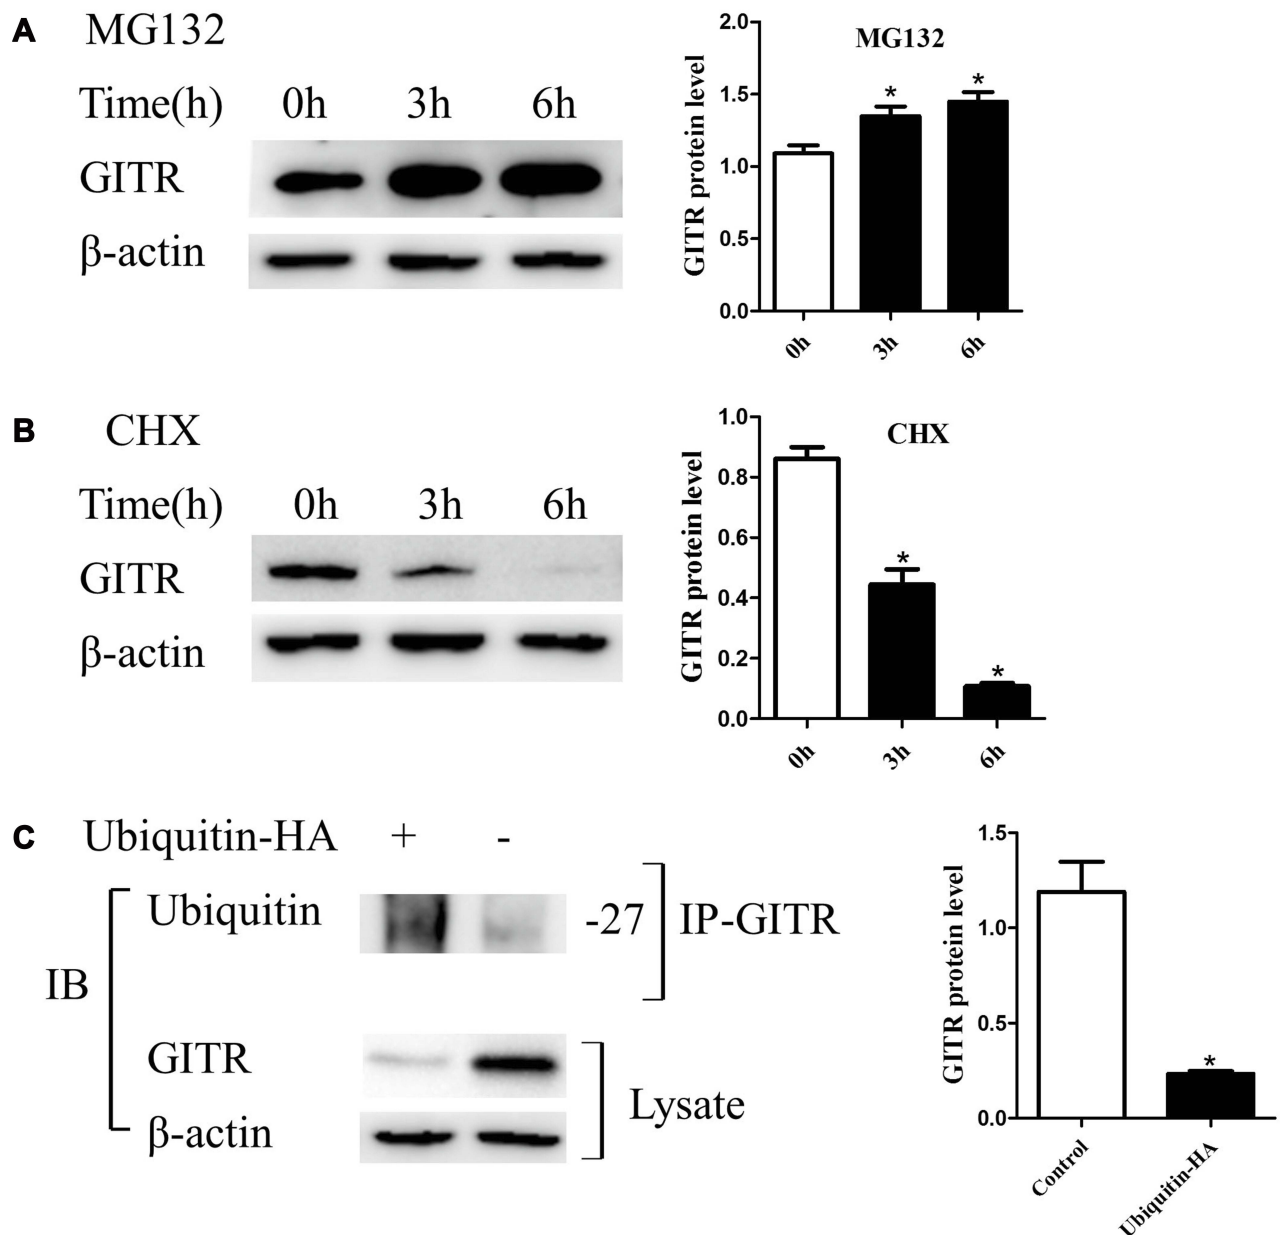 A
MG132
Time(h) 0h 3h 6h
GITR
β-actin
MG132
GITR protein level
2.0
1.5
1.0
0.5
0.0
* *
0h 3h 6h
B
CHX
Time(h) 0h 3h 6h
GITR
β-actin
CHX
GITR protein level
1.0
0.8
0.6
0.4
0.2
0.0
* *
0h 3h 6h
C
Ubiquitin-HA + -
IB
Ubiquitin
-27
IP-GITR
GITR
β-actin
Lysate
GITR protein level
1.5
1.0
0.5
0.0
*
Control Ubiquitin-HA